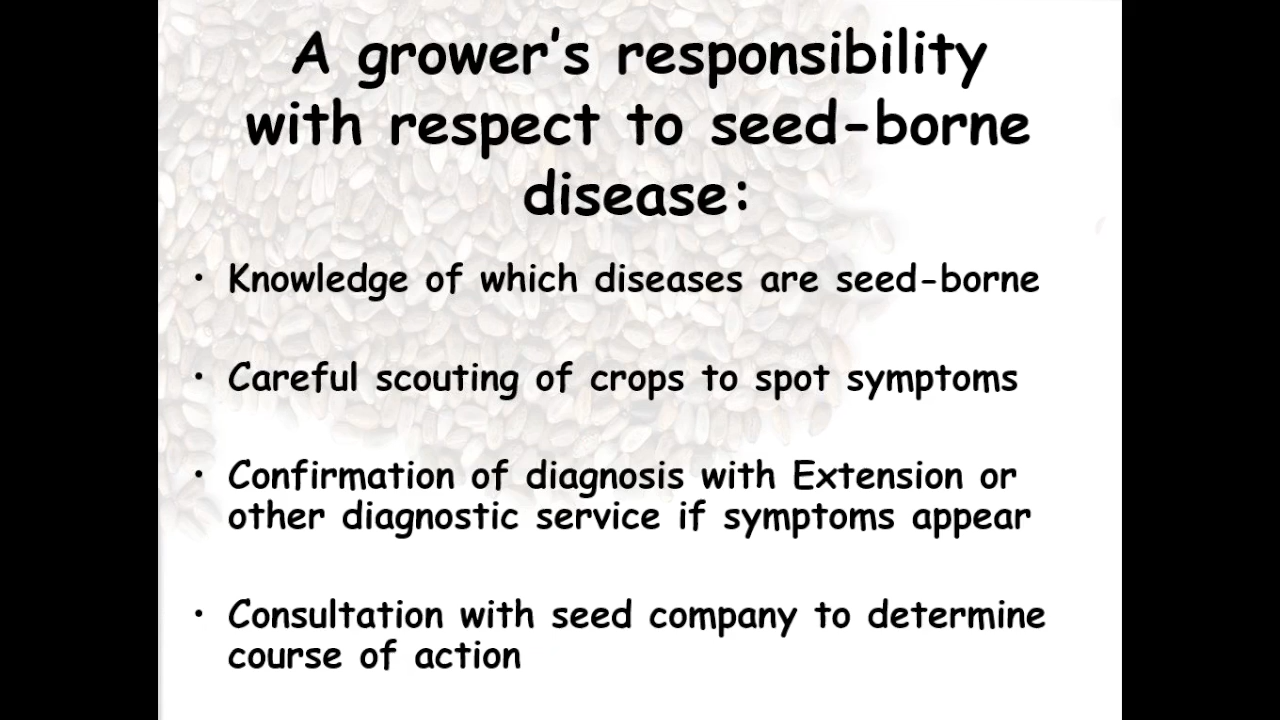 A grower’s responsibility
with respect to seed-borne
disease:
• Knowledge of which diseases are seed-borne
• Careful scouting of crops to spot symptoms
• Confirmation of diagnosis with Extension or
other diagnostic service if symptoms appear
• Consultation with seed company to determine
course of action